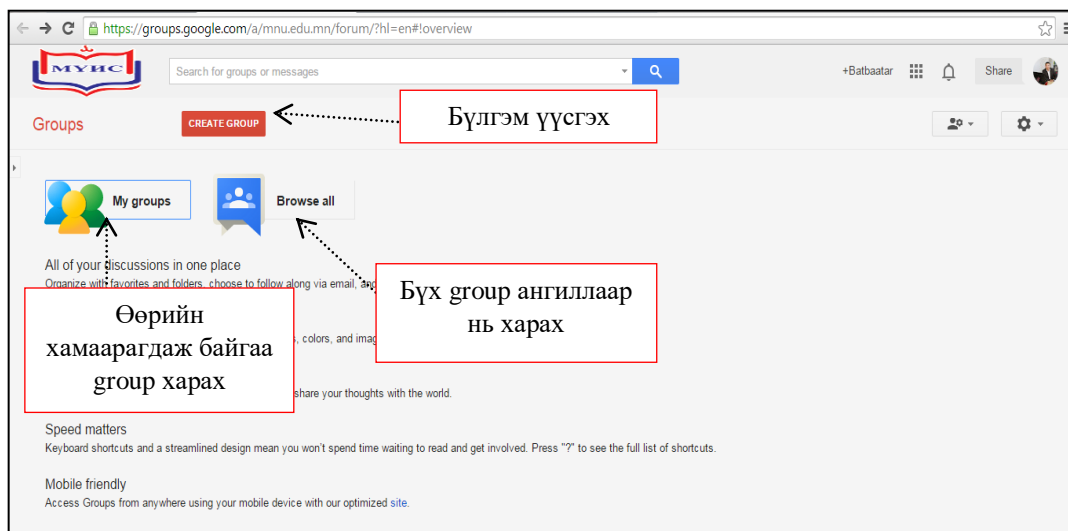 https://groups.google.com/a/mnu.edu.mn/forum/?hl=en#!overview
МУИС
Search for groups or messages
+Batbaatar
Share
Groups
CREATE GROUP
Бүлгэм үүсгэх
My groups
Browse all
All of your discussions in one place
Organize with favorites and folders, choose to follow along via email, and
Бүх group ангиллаар
нь харах
Өөрийн
хамаарагдаж байгаа
group харах
, colors, and imag
share your thoughts with the world.
Speed matters
Keyboard shortcuts and a streamlined design mean you won't spend time waiting to read and get involved. Press "?" to see the full list of shortcuts.
Mobile friendly
Access Groups from anywhere using your mobile device with our optimized site.